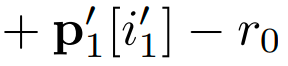 + p′₁[i′₁] − r₀